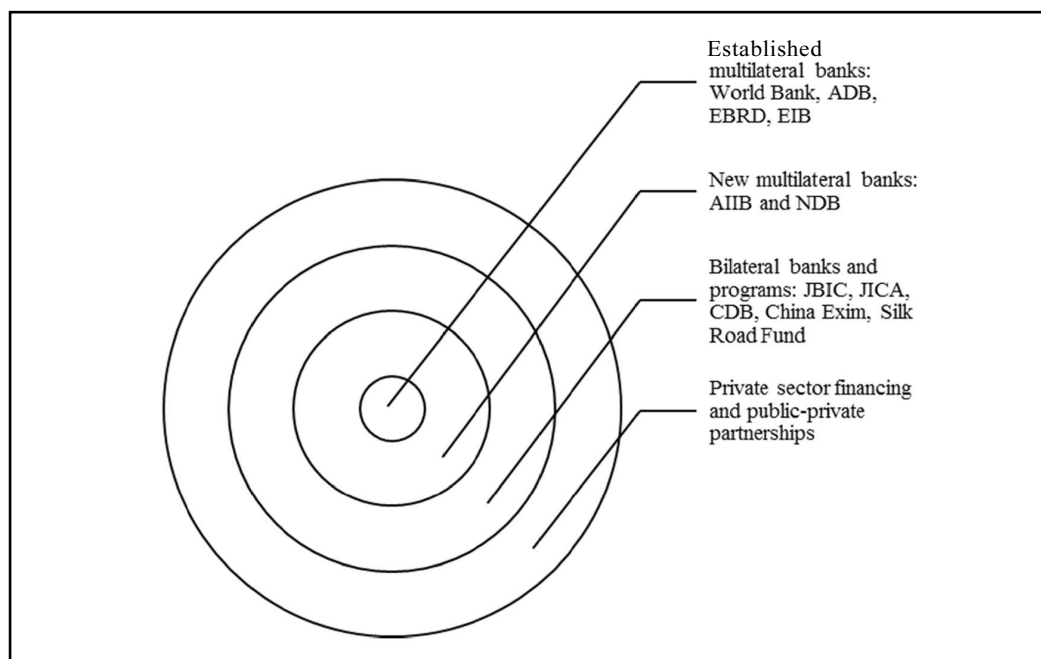 Established
multilateral banks:
World Bank, ADB,
EBRD, EIB
New multilateral banks:
AIIB and NDB
Bilateral banks and
programs: JBIC, JICA,
CDB, China Exim, Silk
Road Fund
Private sector financing
and public-private
partnerships